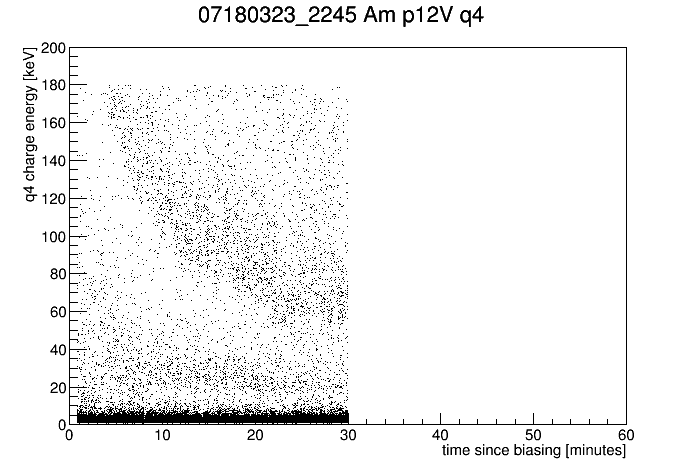 07180323_2245 Am p12V q4
q4 charge energy [keV]
200
180
160
140
120
100
80
60
40
20
0
0 10 20 30 40 50 60
time since biasing [minutes]